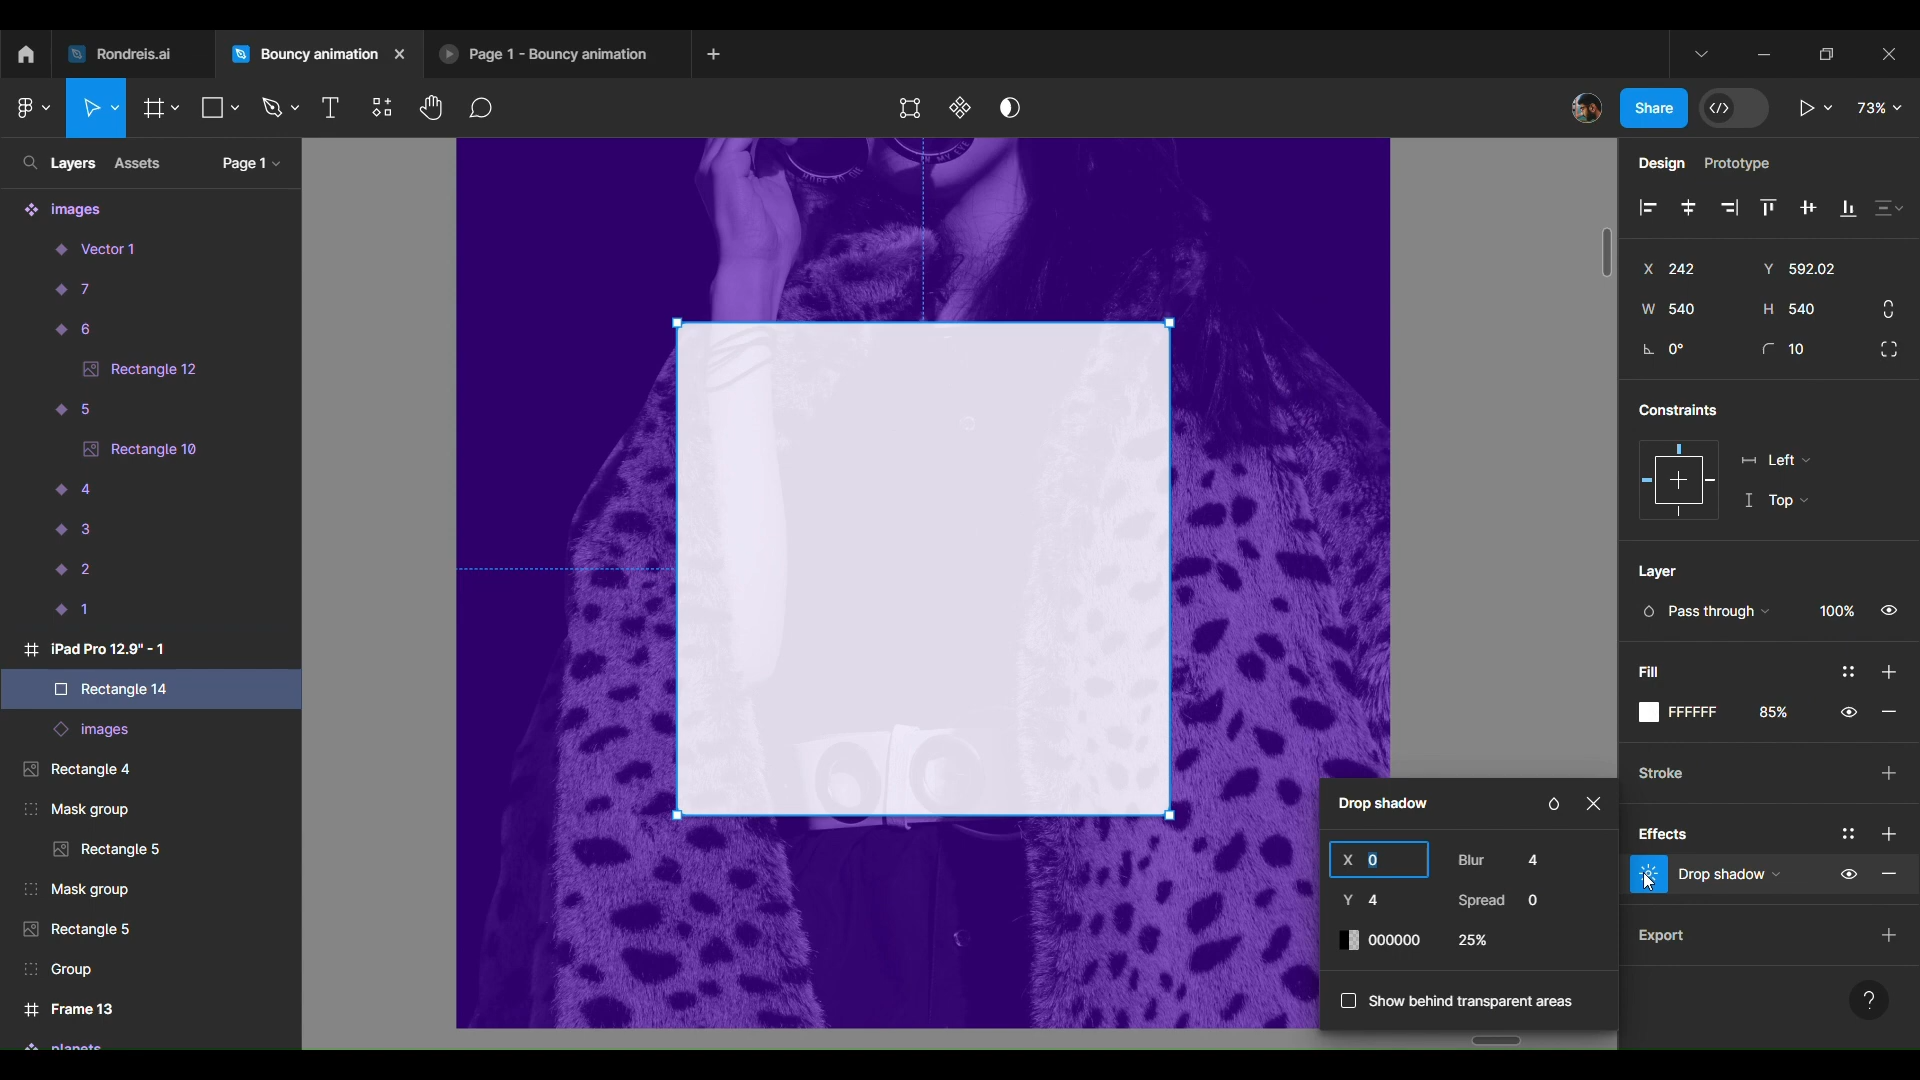 Rondreis.ai
Bouncy animation
Page 1 - Bouncy animation
Share
73%
Layers
Assets
Page 1
images
Vector 1
7
6
Rectangle 12
5
Rectangle 10
4
3
2
1
iPad Pro 12.9" - 1
Rectangle 14
images
Rectangle 4
Mask group
Rectangle 5
Mask group
Rectangle 5
Group
Frame 13
planets
Design
Prototype
X 242
Y 592.02
W 540
H 540
0°
10
Constraints
Left
Top
Layer
Pass through
100%
Fill
FFFFFF
85%
Stroke
Effects
Drop shadow
Export
?
Drop shadow
X 0
Blur 4
Y 4
Spread 0
000000
25%
Show behind transparent areas